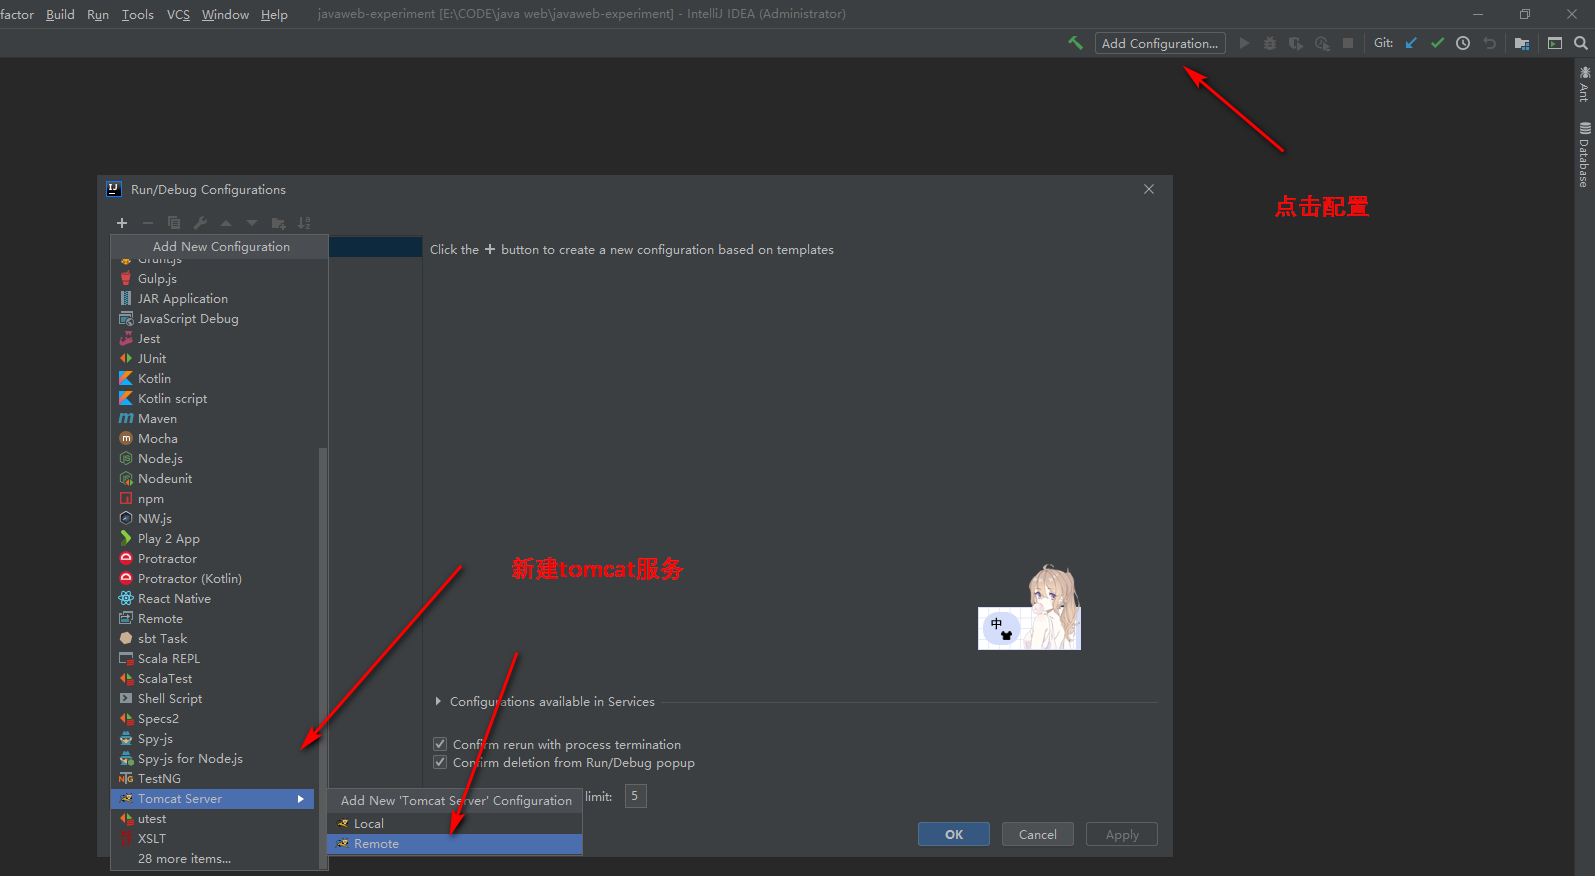 factor Build Run Tools VCS Window Help javaweb-experiment [E:\CODE\java web\javaweb-experiment] - IntelliJ IDEA (Administrator)
Add Configuration... Git:
Ant
Database
点击配置
Run/Debug Configurations
Add New Configuration
Click the + button to create a new configuration based on templates
Grunt.js
Gulp.js
JAR Application
JavaScript Debug
Jest
JUnit
Kotlin
Kotlin script
Maven
Mocha
Node.js
Nodeunit
npm
NW.js
Play 2 App
Protractor
Protractor (Kotlin)
React Native
Remote
sbt Task
Scala REPL
ScalaTest
Shell Script
Specs2
Spy-js
Spy-js for Node.js
TestNG
Tomcat Server
utest
XSLT
28 more items...
新建tomcat服务
中
Configurations available in Services
Confirm rerun with process termination
Confirm deletion from Run/Debug popup
limit: 5
Add New 'Tomcat Server' Configuration
Local
Remote
OK Cancel Apply